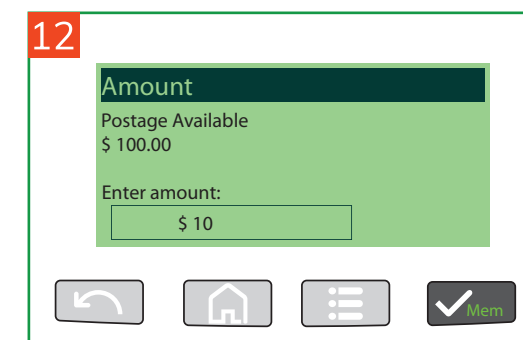 12
Amount
Postage Available
$ 100.00
Enter amount:
$ 10
Mem